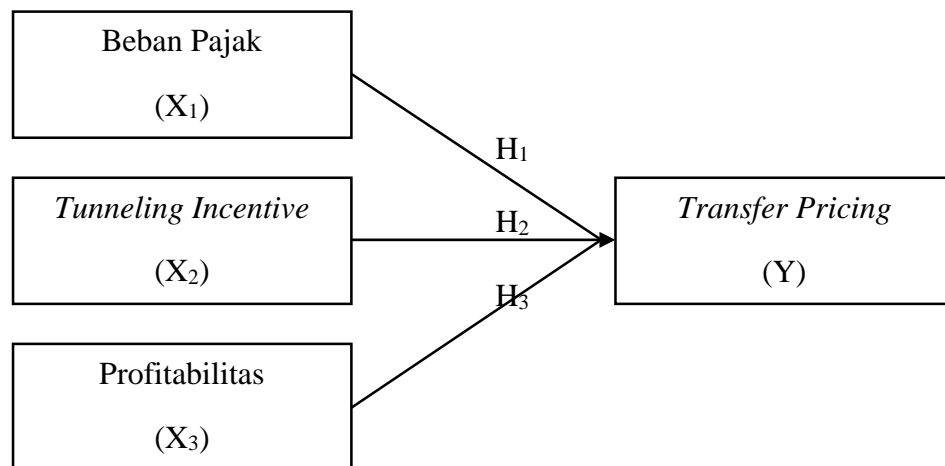 Beban Pajak
(X₁)
H₁
Tunneling Incentive
(X₂)
H₂
Transfer Pricing
(Y)
H₃
Profitabilitas
(X₃)